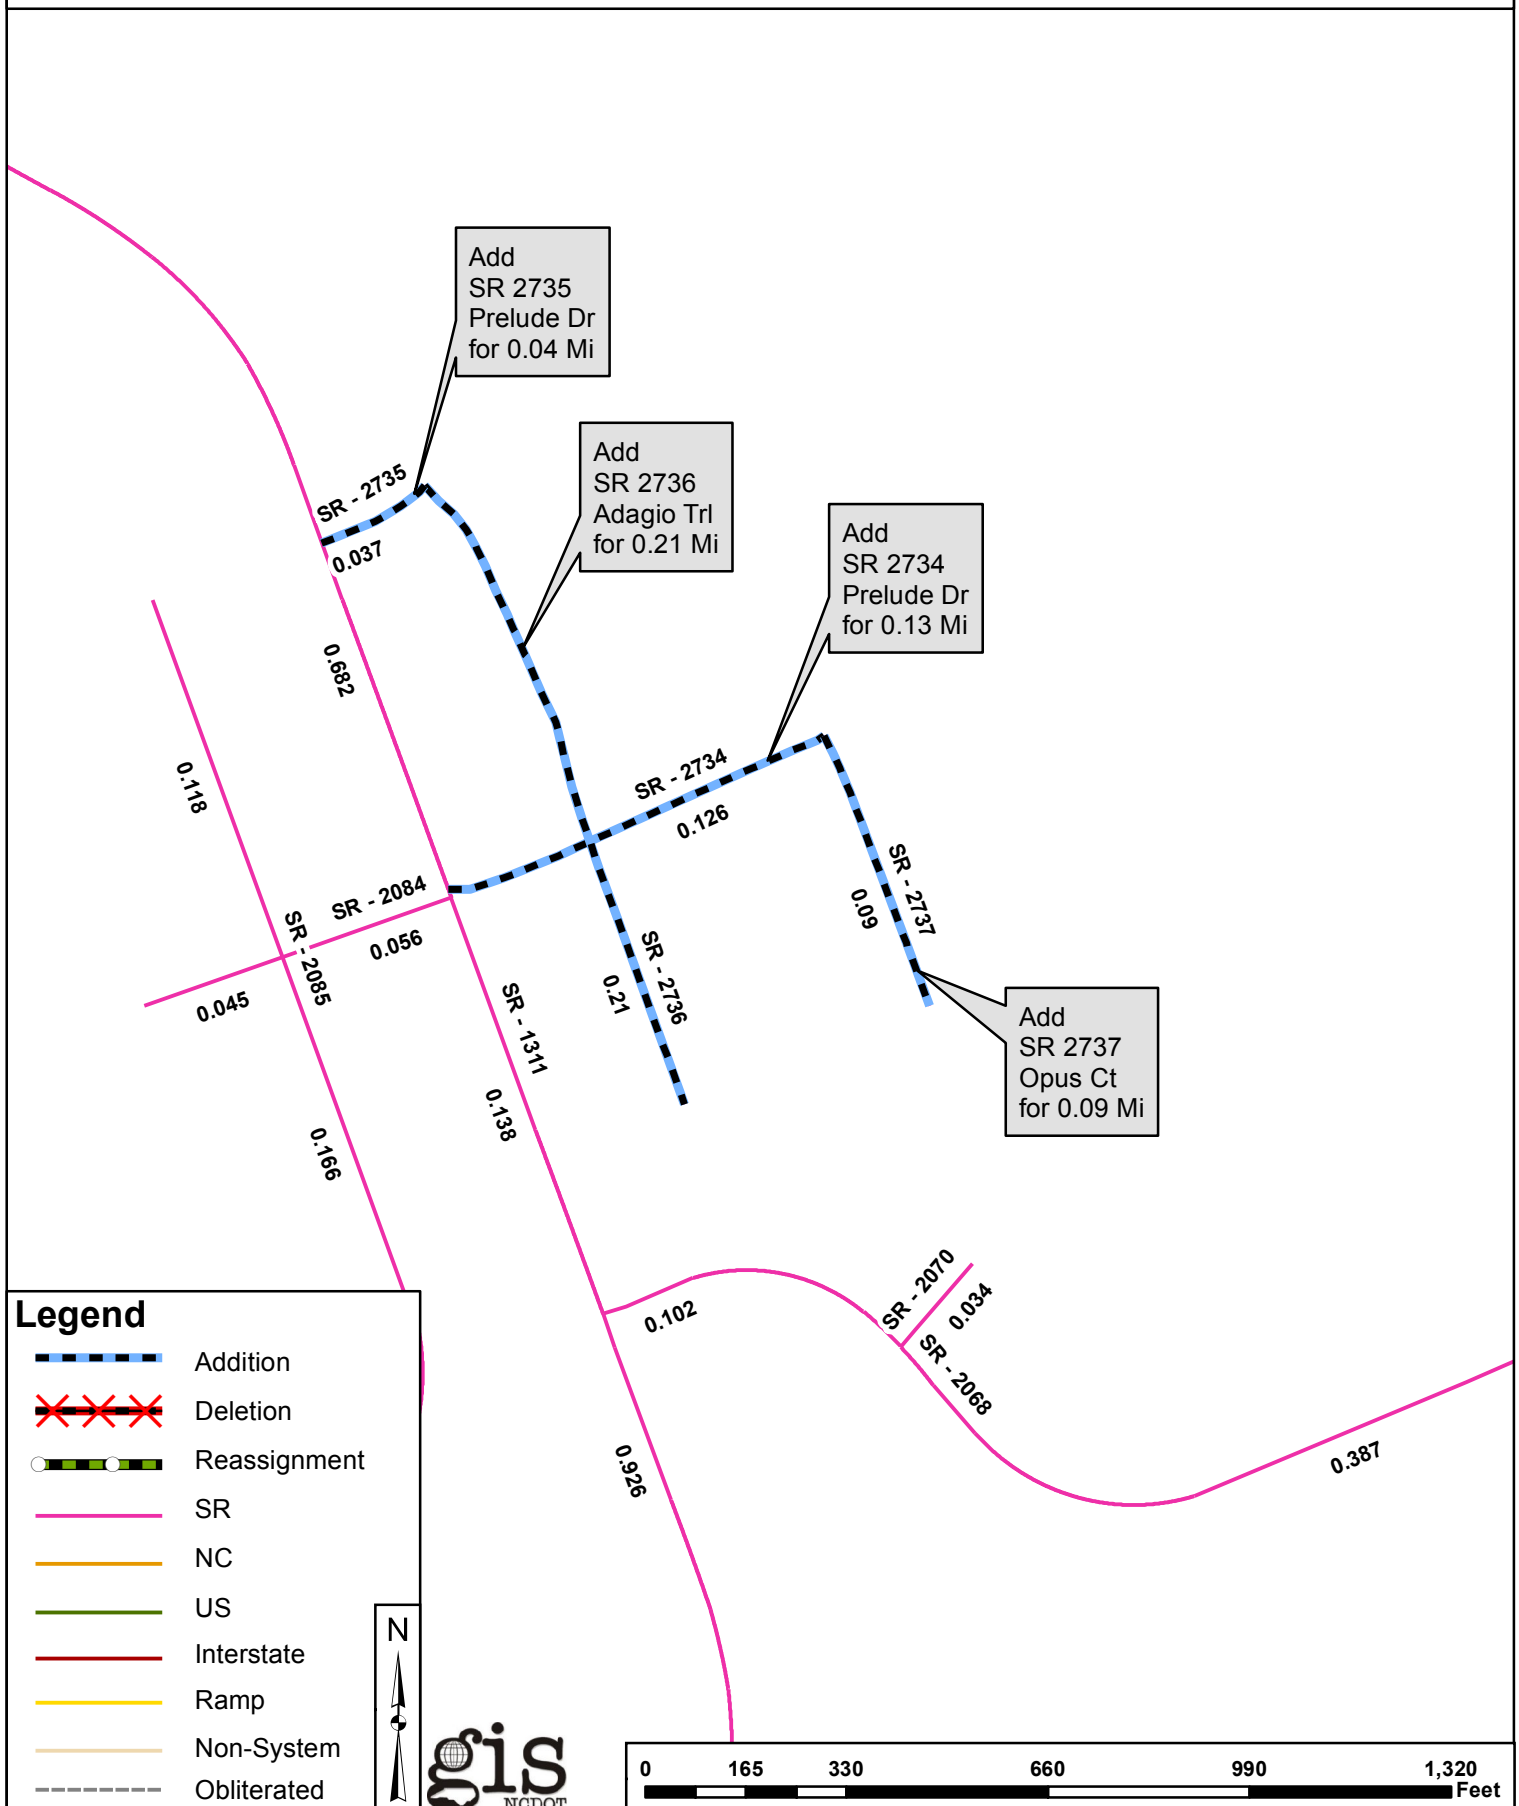 Add
SR 2735
Prelude Dr
for 0.04 Mi
Add
SR 2736
Adagio Trl
for 0.21 Mi
Add
SR 2734
Prelude Dr
for 0.13 Mi
SR - 2735
0.037
0.682
0.118
SR - 2734
0.126
SR - 2084
0.056
SR - 2085
0.045
SR - 2737
0.09
SR - 2736
0.21
SR - 1311
0.138
Add
SR 2737
Opus Ct
for 0.09 Mi
0.166
SR - 2070
0.034
0.102
SR - 2068
0.926
0.387
Legend
Addition
Deletion
Reassignment
SR
NC
US
Interstate
Ramp
Non-System
Obliterated
N
gis
NCDOT
0 165 330 660 990 1,320
Feet